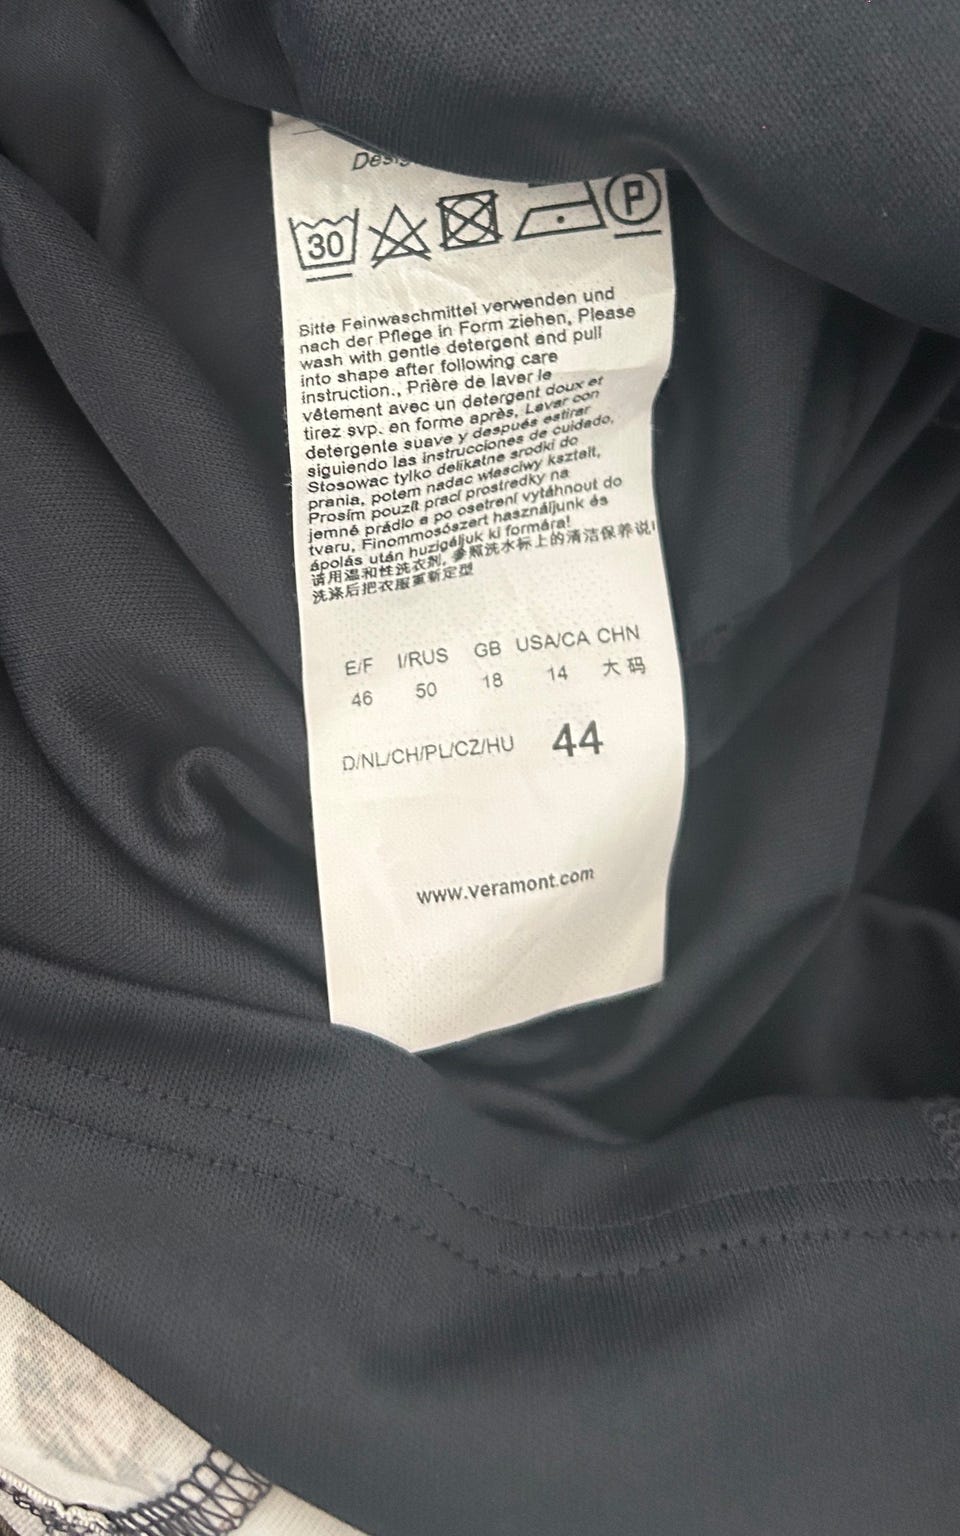 30
P
Bitte Feinwaschmittel verwenden und
nach der Pflege in Form ziehen, Please
wash with gentle detergent and pull
into shape after following care
instruction., Prière de laver le
vêtement avec un detergent doux et
tirez svp. en forme après, Lavar con
detergente suave y después estirar
siguiendo las instrucciones de cuidado,
Stosowac tylko delikatne srodki do
prania, potem nadac wlasciwy ksztalt,
Prosím pouzít prací prostredky na
jemné prádlo a po osetrení vytáhnout do
tvaru, Finommosószert használjunk és
ápolás után huzigáljuk ki formára!
请用温和性洗衣剂, 参照洗水标上的清洁保养说
洗涤后把衣服重新定型
E/F I/RUS GB USA/CA CHN
46 50 18 14 大 码
D/NL/CH/PL/CZ/HU 44
www.veramont.com